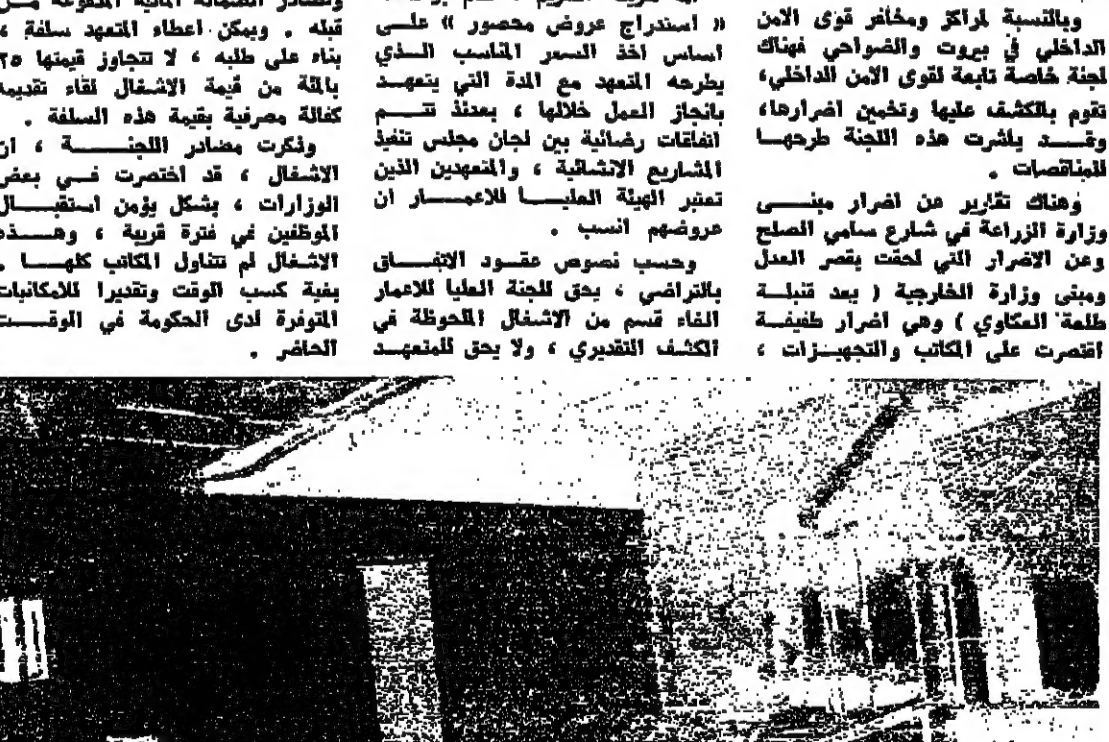 وبالنسبة لمراكز ومخافر قوى الامن
الداخلي في بيروت والضواحي فهناك
لجنة خاصة تابعة لقوى الامن الداخلي،
تقوم بالكشف عليها وتخمين اضرارها،
وقد باشرت هذه اللجنة طرحها
للمناقصات .
وهناك تقارير عن اضرار مبنى
وزارة الزراعة في شارع سامي الصلح
وعن الاضرار التي لحقت بقصر العدل
ومبنى وزارة الخارجية ( بعد قنبلة
طلعة العكاوي ) وهي اضرار طفيفة
اقتصرت على المكاتب والتجهيزات ،
« استدراج عروض محصور » على
اساس اخذ السعر المناسب الذي
يطرحه المتعهد مع المدة التي يتعهد
بانجاز العمل خلالها ، بعدئذ تتم
اتفاقات رضائية بين لجان مجلس تنفيذ
المشاريع الانشائية ، والمتعهدين الذين
تعتبر الهيئة العليا للاعمار ان
عروضهم انسب .
وحسب نصوص عقود الاتفاق
بالتراضي ، يحق للجنة العليا للاعمار
الغاء قسم من الاشغال الملحوظة في
الكشف التقديري ، ولا يحق للمتعهد
وتصادر الضمانة المالية المدفوعة من
قبله . ويمكن اعطاء المتعهد سلفة ،
بناء على طلبه ، لا تتجاوز قيمتها ٢٥
بالمئة من قيمة الاشغال لقاء تقديمه
كفالة مصرفية بقيمة هذه السلفة .
وذكرت مصادر اللجنة ، ان
الاشغال ، قد اختصرت في بعض
الوزارات ، بشكل يؤمن استقبال
الموظفين في فترة قريبة ، وهذه
الاشغال لم تتناول المكاتب كلها .
بغية كسب الوقت وتقديرا للامكانيات
المتوفرة لدى الحكومة في الوقت
الحاضر .